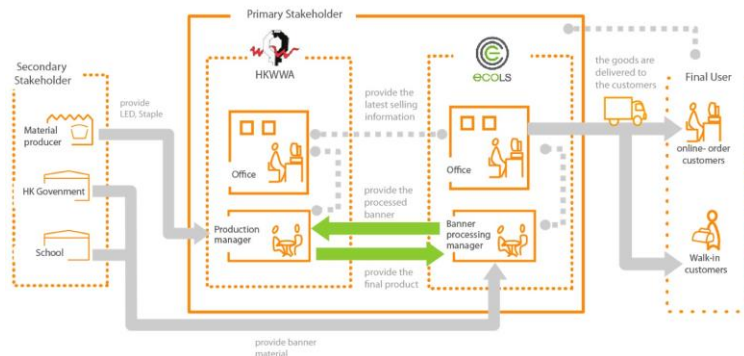 Primary Stakeholder
Secondary
Stakeholder
HKWWA
ecoLS
the goods are
delivered to
the customers
Final User
provide
LED, Staple
provide the
latest selling
information
Material
producer
Office
Office
online- order
customers
HK Govenment
provide the
processed
banner
Production
manager
Banner
processing
manager
School
provide the
final product
Walk-in
customers
provide banner
material